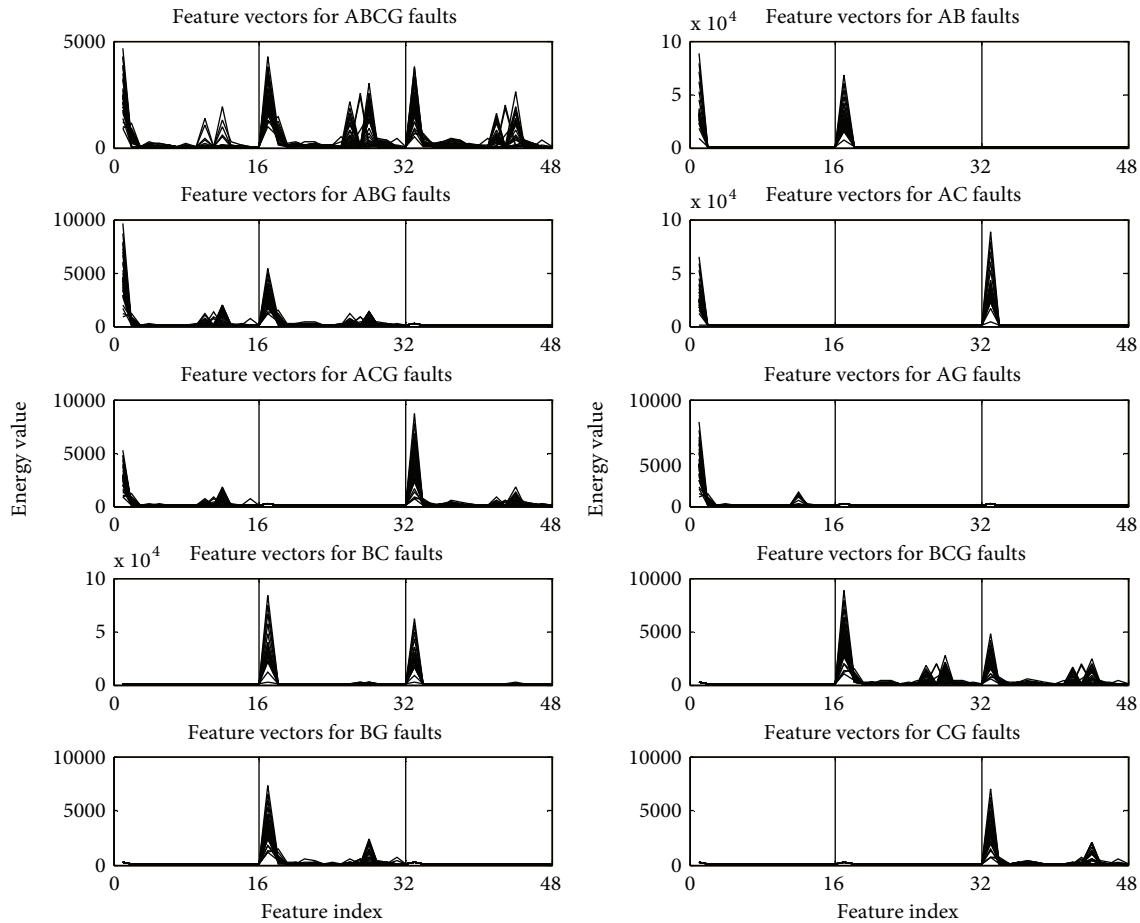 Feature vectors for ABCG faults
5000
0
0 16 32 48
Feature vectors for AB faults
x 10^4
10
5
0
0 16 32 48
Feature vectors for ABG faults
10000
5000
0
0 16 32 48
Feature vectors for AC faults
x 10^4
10
5
0
0 16 32 48
Feature vectors for ACG faults
10000
5000
0
0 16 32 48
Energy value
Feature vectors for AG faults
10000
5000
0
0 16 32 48
Energy value
Feature vectors for BC faults
x 10^4
10
5
0
0 16 32 48
Feature vectors for BCG faults
10000
5000
0
0 16 32 48
Feature vectors for BG faults
10000
5000
0
0 16 32 48
Feature index
Feature vectors for CG faults
10000
5000
0
0 16 32 48
Feature index